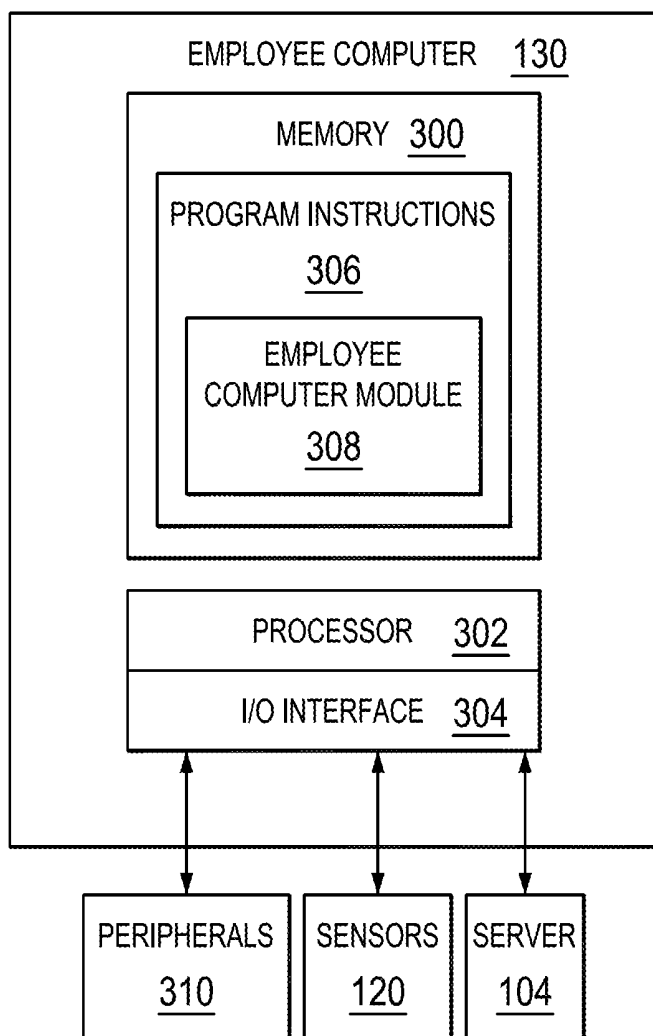 EMPLOYEE COMPUTER 130
MEMORY 300
PROGRAM INSTRUCTIONS
306
EMPLOYEE
COMPUTER MODULE
308
PROCESSOR 302
I/O INTERFACE 304
PERIPHERALS SENSORS SERVER
310 120 104